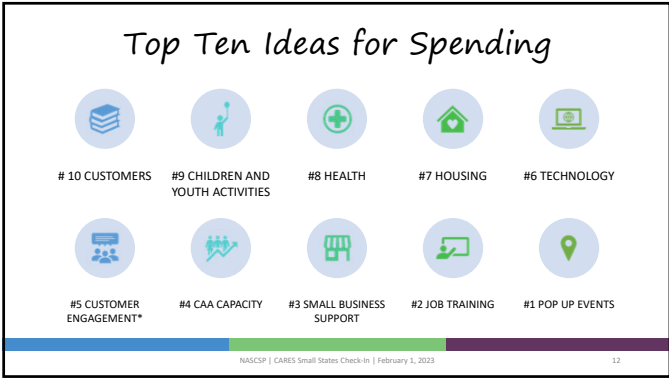 Top Ten Ideas for Spending
# 10 CUSTOMERS
#9 CHILDREN AND
YOUTH ACTIVITIES
#8 HEALTH
#7 HOUSING
#6 TECHNOLOGY
#5 CUSTOMER
ENGAGEMENT*
#4 CAA CAPACITY
#3 SMALL BUSINESS
SUPPORT
#2 JOB TRAINING
#1 POP UP EVENTS
NASCSP | CARES Small States Check-In | February 1, 2023
12